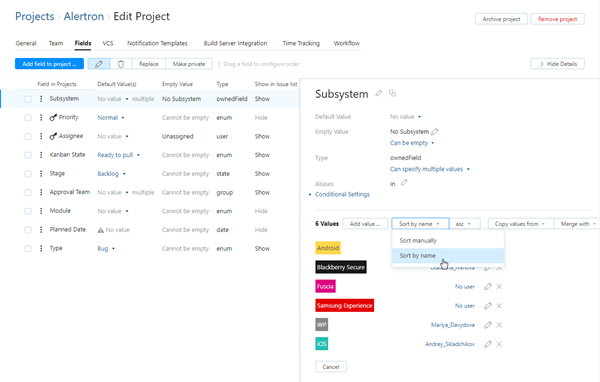 Projects › Alertron › Edit Project
Archive project
Remove project
General Team Fields VCS Notification Templates Build Server Integration Time Tracking Workflow
Add field to project ... Replace Make private Drag a field to configure order > Hide Details
Field in Projects Default Value(s) Empty Value Type Show in Issue list
Subsystem No value multiple No Subsystem ownedField Show
Priority Normal Cannot be empty enum Hide
Assignee No value Unassigned user Show
Kanban State Ready to pull Cannot be empty enum Show
Stage Backlog Cannot be empty state Show
Approval Team No value multiple Cannot be empty group Show
Module No value Cannot be empty enum Hide
Planned Date No value Cannot be empty date Hide
Type Bug Cannot be empty enum Show
Subsystem
Default Value No value
Empty Value No Subsystem
Can be empty
Type ownedField
Can specify multiple values
Aliases in
Conditional Settings
6 Values Add value ... Sort by name asc Copy values from Merge with
Sort manually
Sort by name
Android
Blackberry Secure
Fuscia No user
Samsung Experience No user
WP Mariya_Davydova
iOS Andrey_Skladchikov
Cancel